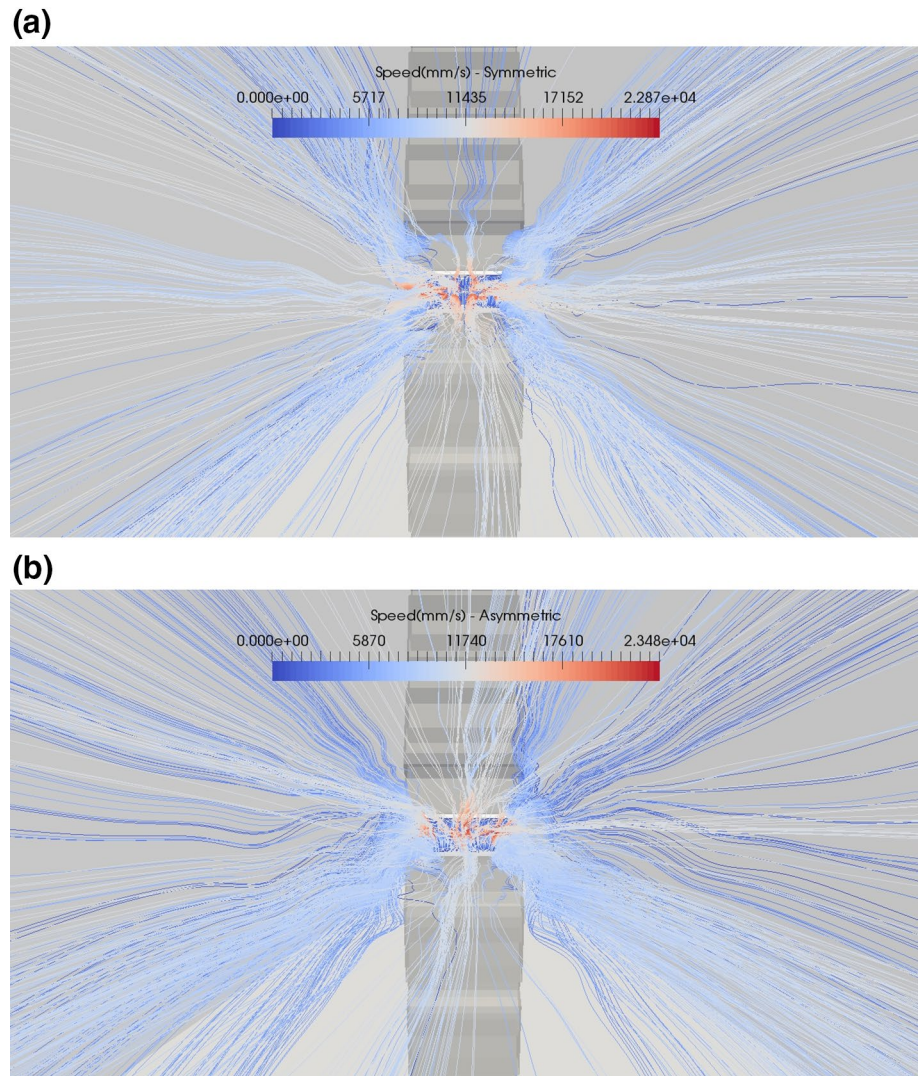 (a)
Speed(mm/s) - Symmetric
0.000e+00 5717 11435 17152 2.287e+04
(b)
Speed(mm/s) - Asymmetric
0.000e+00 5870 11740 17610 2.348e+04